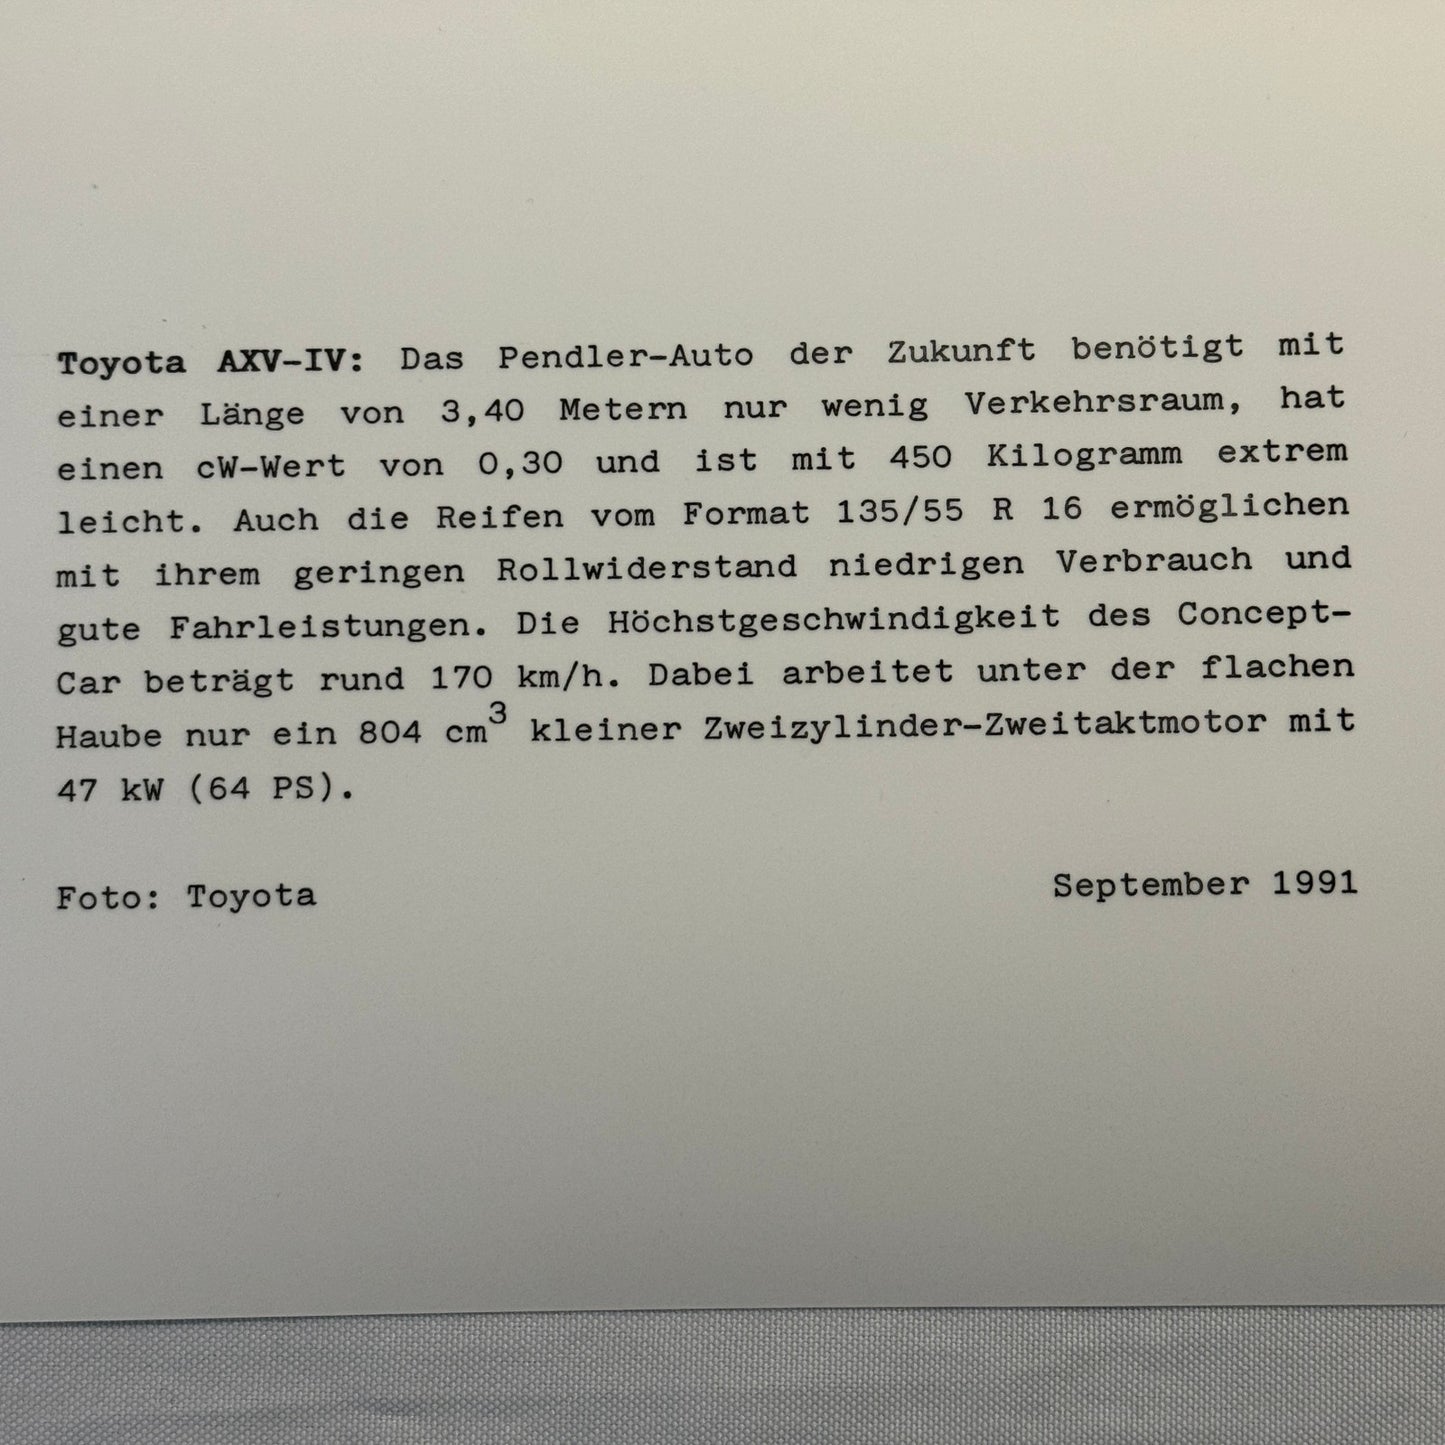 Toyota AXV-IV: Das Pendler-Auto der Zukunft benötigt mit
einer Länge von 3,40 Metern nur wenig Verkehrsraum, hat
einen cW-Wert von 0,30 und ist mit 450 Kilogramm extrem
leicht. Auch die Reifen vom Format 135/55 R 16 ermöglichen
mit ihrem geringen Rollwiderstand niedrigen Verbrauch und
gute Fahrleistungen. Die Höchstgeschwindigkeit des Concept-
Car beträgt rund 170 km/h. Dabei arbeitet unter der flachen
Haube nur ein 804 cm³ kleiner Zweizylinder-Zweitaktmotor mit
47 kW (64 PS).
Foto: Toyota September 1991